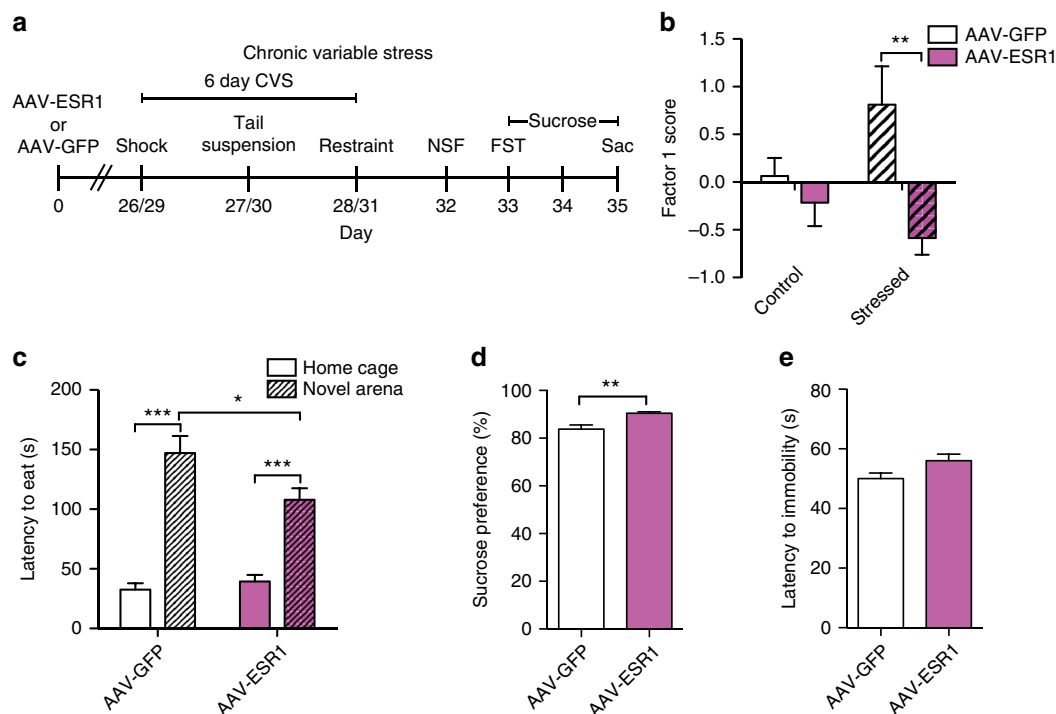 a
Chronic variable stress
6 day CVS
AAV-ESR1
or
AAV-GFP
Shock
Tail
suspension
Restraint
NSF
FST
Sucrose
Sac
0
26/29
27/30
28/31
32
33
34
35
Day
b
AAV-GFP
AAV-ESR1
**
Factor 1 score
1.5
1.0
0.5
0.0
–0.5
–1.0
Control
Stressed
c
Home cage
Novel arena
Latency to eat (s)
200
150
100
50
0
***
*
***
AAV-GFP
AAV-ESR1
d
**
Sucrose preference (%)
100
80
60
40
20
0
AAV-GFP
AAV-ESR1
e
Latency to immobility (s)
80
60
40
20
0
AAV-GFP
AAV-ESR1